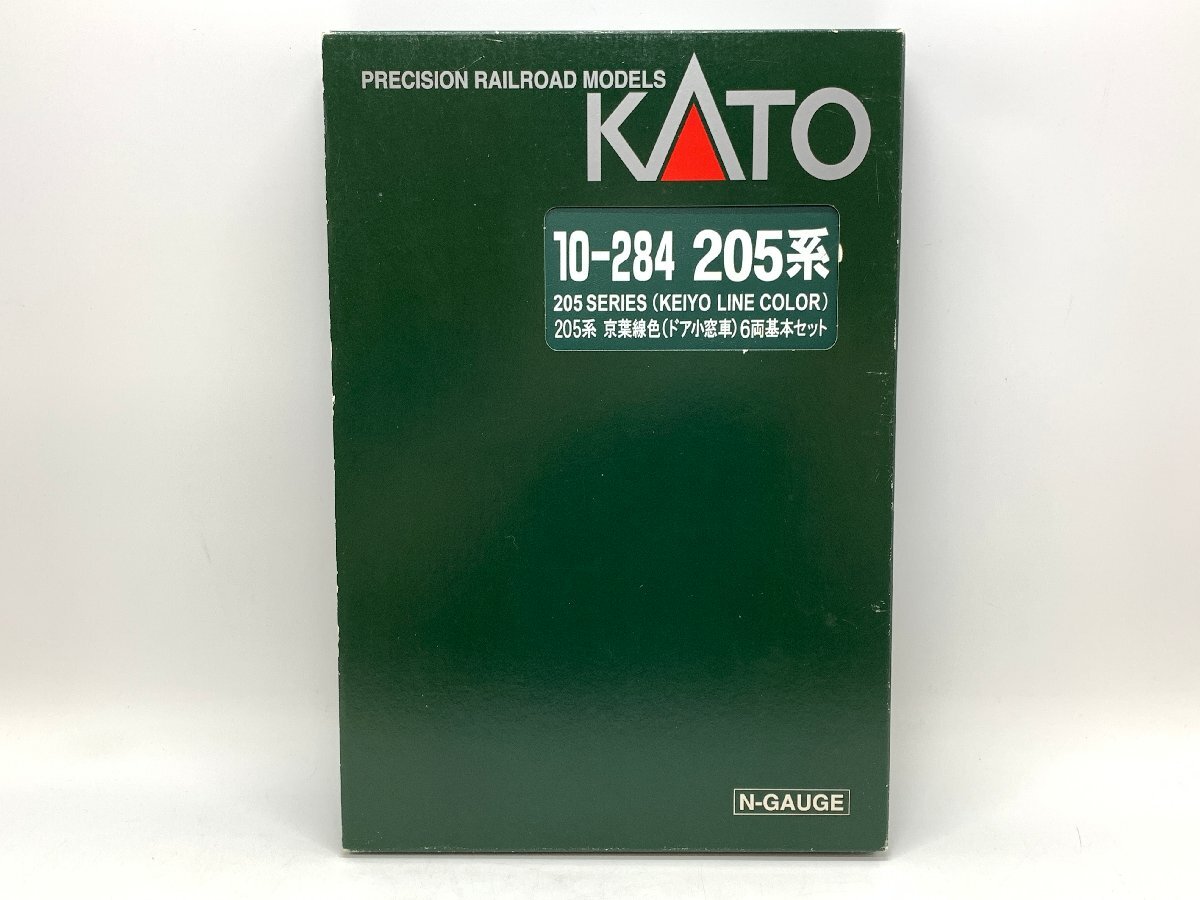 PRECISION RAILROAD MODELS
KATO
10-284 205系
205 SERIES (KEIYO LINE COLOR)
205系 京葉線色(ドア小窓車)6両基本セット
N-GAUGE